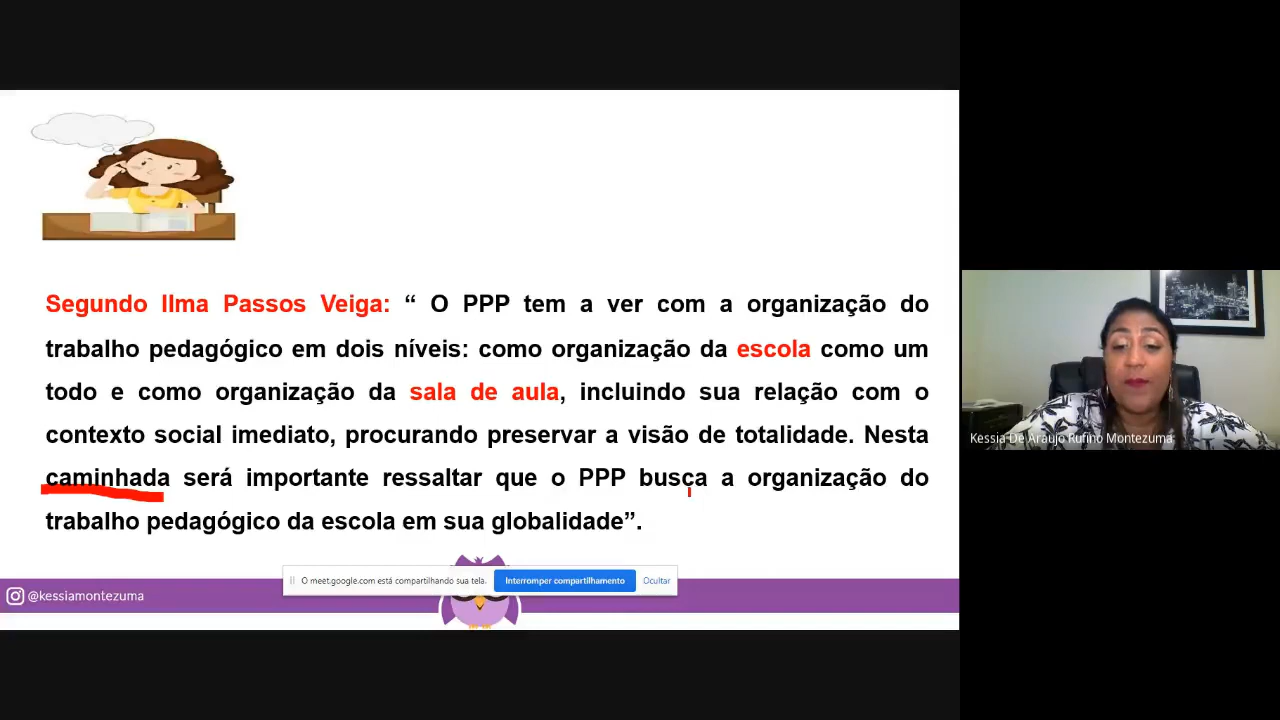 Segundo Ilma Passos Veiga: “ O PPP tem a ver com a organização do
trabalho pedagógico em dois níveis: como organização da escola como um
todo e como organização da sala de aula, incluindo sua relação com o
contexto social imediato, procurando preservar a visão de totalidade. Nesta
caminhada será importante ressaltar que o PPP busca a organização do
trabalho pedagógico da escola em sua globalidade”.
Kessia De Araujo Rufino Montezuma
O meet.google.com está compartilhando sua tela.
Interromper compartilhamento
Ocultar
@kessiamontezuma